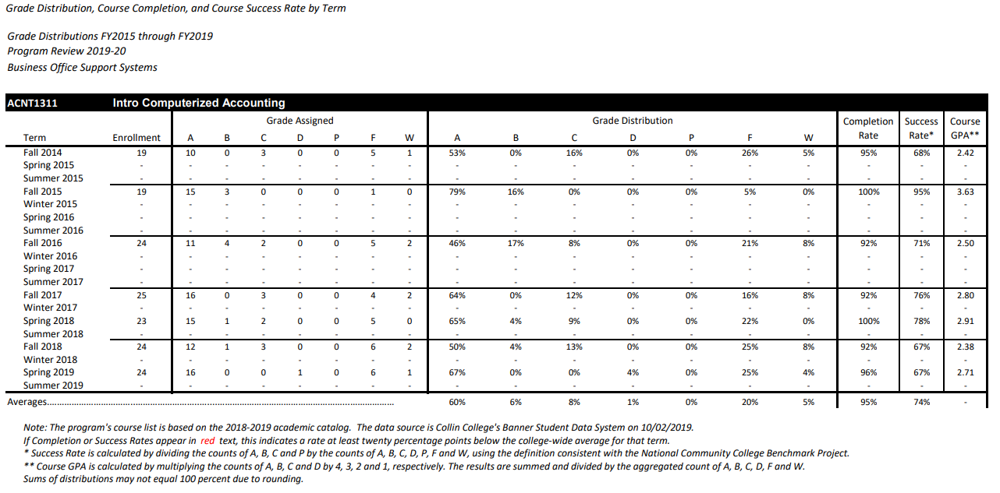 Grade Distribution, Course Completion, and Course Success Rate by Term
Grade Distributions FY2015 through FY2019
Program Review 2019-20
Business Office Support Systems
ACNT1311 Intro Computerized Accounting
Grade Assigned Grade Distribution Completion Success Course
Term Enrollment A B C D P F W A B C D P F W Rate Rate* GPA**
Fall 2014 19 10 0 3 0 0 5 1 53% 0% 16% 0% 0% 26% 5% 95% 68% 2.42
Spring 2015 - - - - - - - - - - - - - - - - - -
Summer 2015 - - - - - - - - - - - - - - - - - -
Fall 2015 19 15 3 0 0 0 1 0 79% 16% 0% 0% 0% 5% 0% 100% 95% 3.63
Winter 2015 - - - - - - - - - - - - - - - - - -
Spring 2016 - - - - - - - - - - - - - - - - - -
Summer 2016 - - - - - - - - - - - - - - - - - -
Fall 2016 24 11 4 2 0 0 5 2 46% 17% 8% 0% 0% 21% 8% 92% 71% 2.50
Winter 2016 - - - - - - - - - - - - - - - - - -
Spring 2017 - - - - - - - - - - - - - - - - - -
Summer 2017 - - - - - - - - - - - - - - - - - -
Fall 2017 25 16 0 3 0 0 4 2 64% 0% 12% 0% 0% 16% 8% 92% 76% 2.80
Winter 2017 - - - - - - - - - - - - - - - - - -
Spring 2018 23 15 1 2 0 0 5 0 65% 4% 9% 0% 0% 22% 0% 100% 78% 2.91
Summer 2018 - - - - - - - - - - - - - - - - - -
Fall 2018 24 12 1 3 0 0 6 2 50% 4% 13% 0% 0% 25% 8% 92% 67% 2.38
Winter 2018 - - - - - - - - - - - - - - - - - -
Spring 2019 24 16 0 0 1 0 6 1 67% 0% 0% 4% 0% 25% 4% 96% 67% 2.71
Summer 2019 - - - - - - - - - - - - - - - - - -
Averages.................................................................................................................................. 60% 6% 8% 1% 0% 20% 5% 95% 74% -
Note: The program's course list is based on the 2018-2019 academic catalog. The data source is Collin College's Banner Student Data System on 10/02/2019.
If Completion or Success Rates appear in red text, this indicates a rate at least twenty percentage points below the college-wide average for that term.
* Success Rate is calculated by dividing the counts of A, B, C and P by the counts of A, B, C, D, P, F and W, using the definition consistent with the National Community College Benchmark Project.
** Course GPA is calculated by multiplying the counts of A, B, C and D by 4, 3, 2 and 1, respectively. The results are summed and divided by the aggregated count of A, B, C, D, F and W.
Sums of distributions may not equal 100 percent due to rounding.